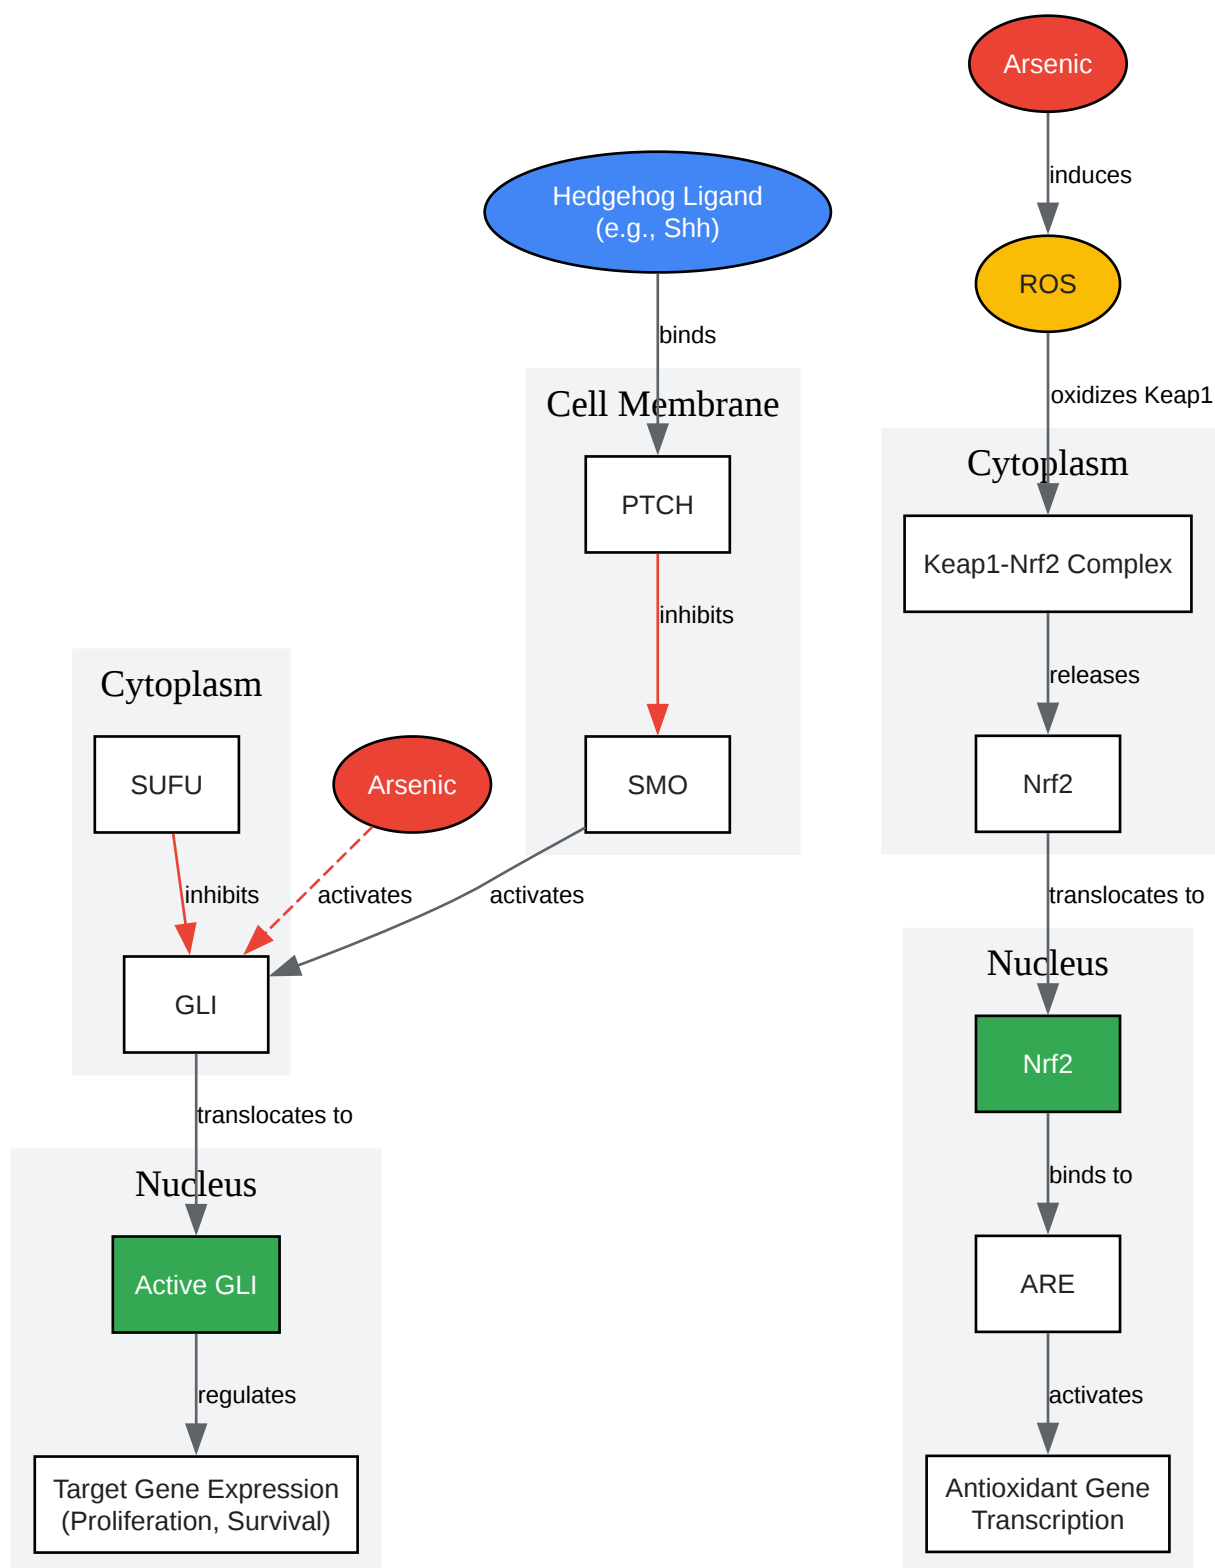 Arsenic
induces
Hedgehog Ligand
(e.g., Shh)
ROS
binds
oxidizes Keap1
Cell Membrane
Cytoplasm
PTCH
Keap1-Nrf2 Complex
inhibits
releases
Cytoplasm
SUFU
Arsenic
SMO
Nrf2
inhibits
activates
activates
translocates to
Nucleus
GLI
Nrf2
translocates to
binds to
Nucleus
Active GLI
ARE
regulates
activates
Target Gene Expression
(Proliferation, Survival)
Antioxidant Gene
Transcription